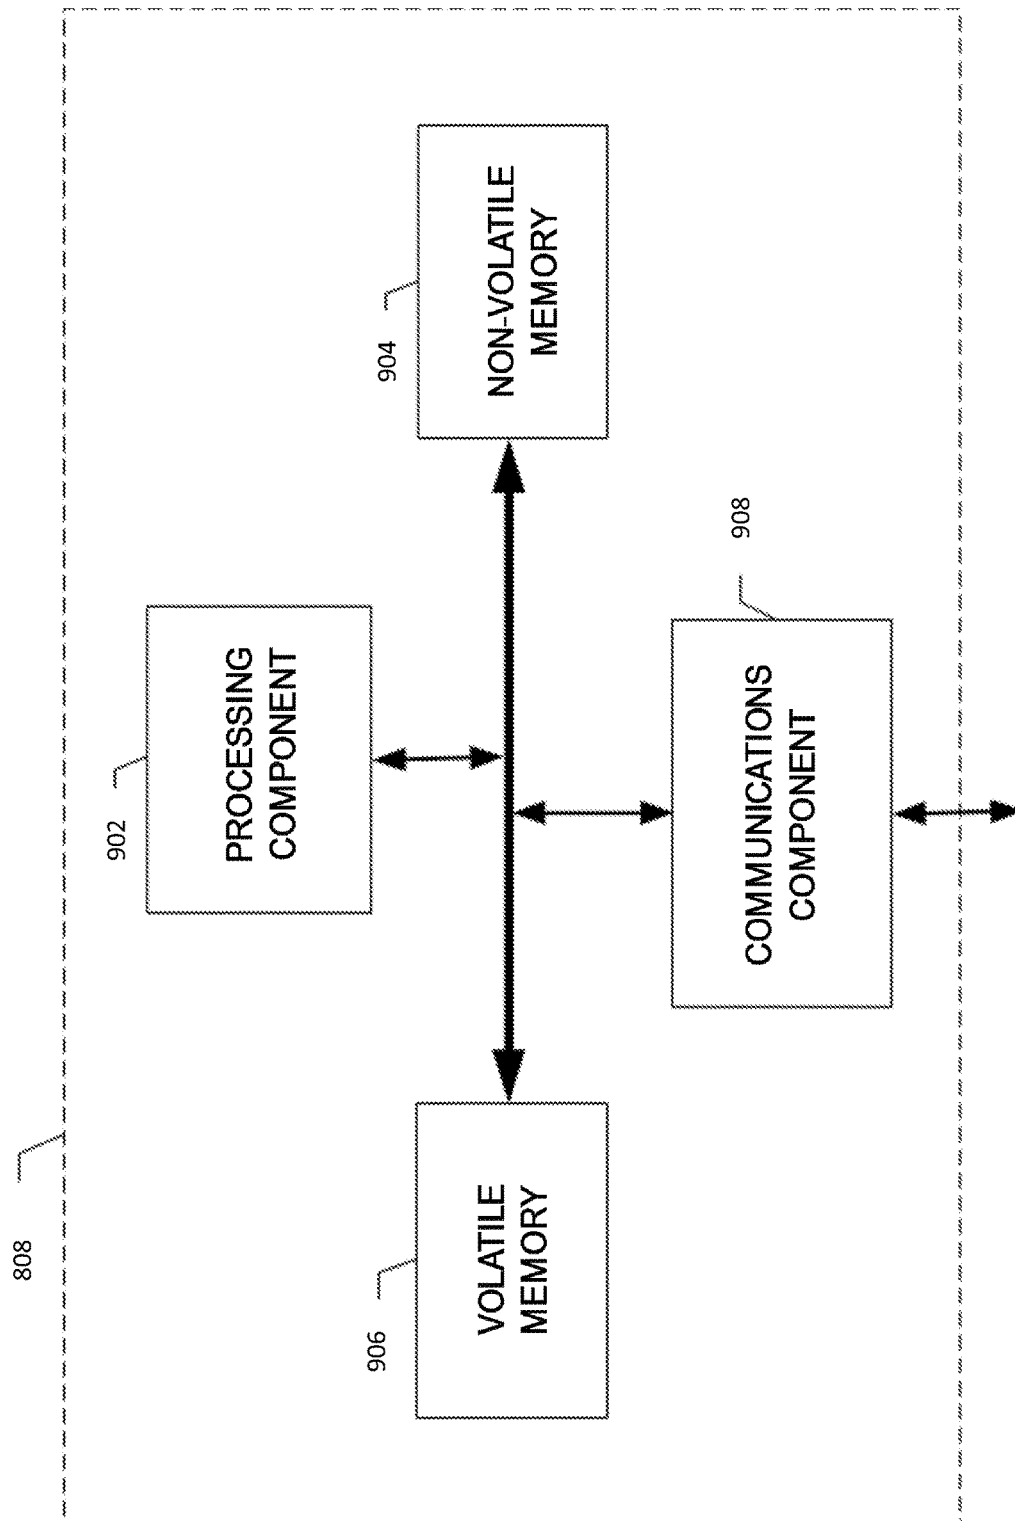 808
902
PROCESSING
COMPONENT
906
VOLATILE
MEMORY
904
NON-VOLATILE
MEMORY
908
COMMUNICATIONS
COMPONENT